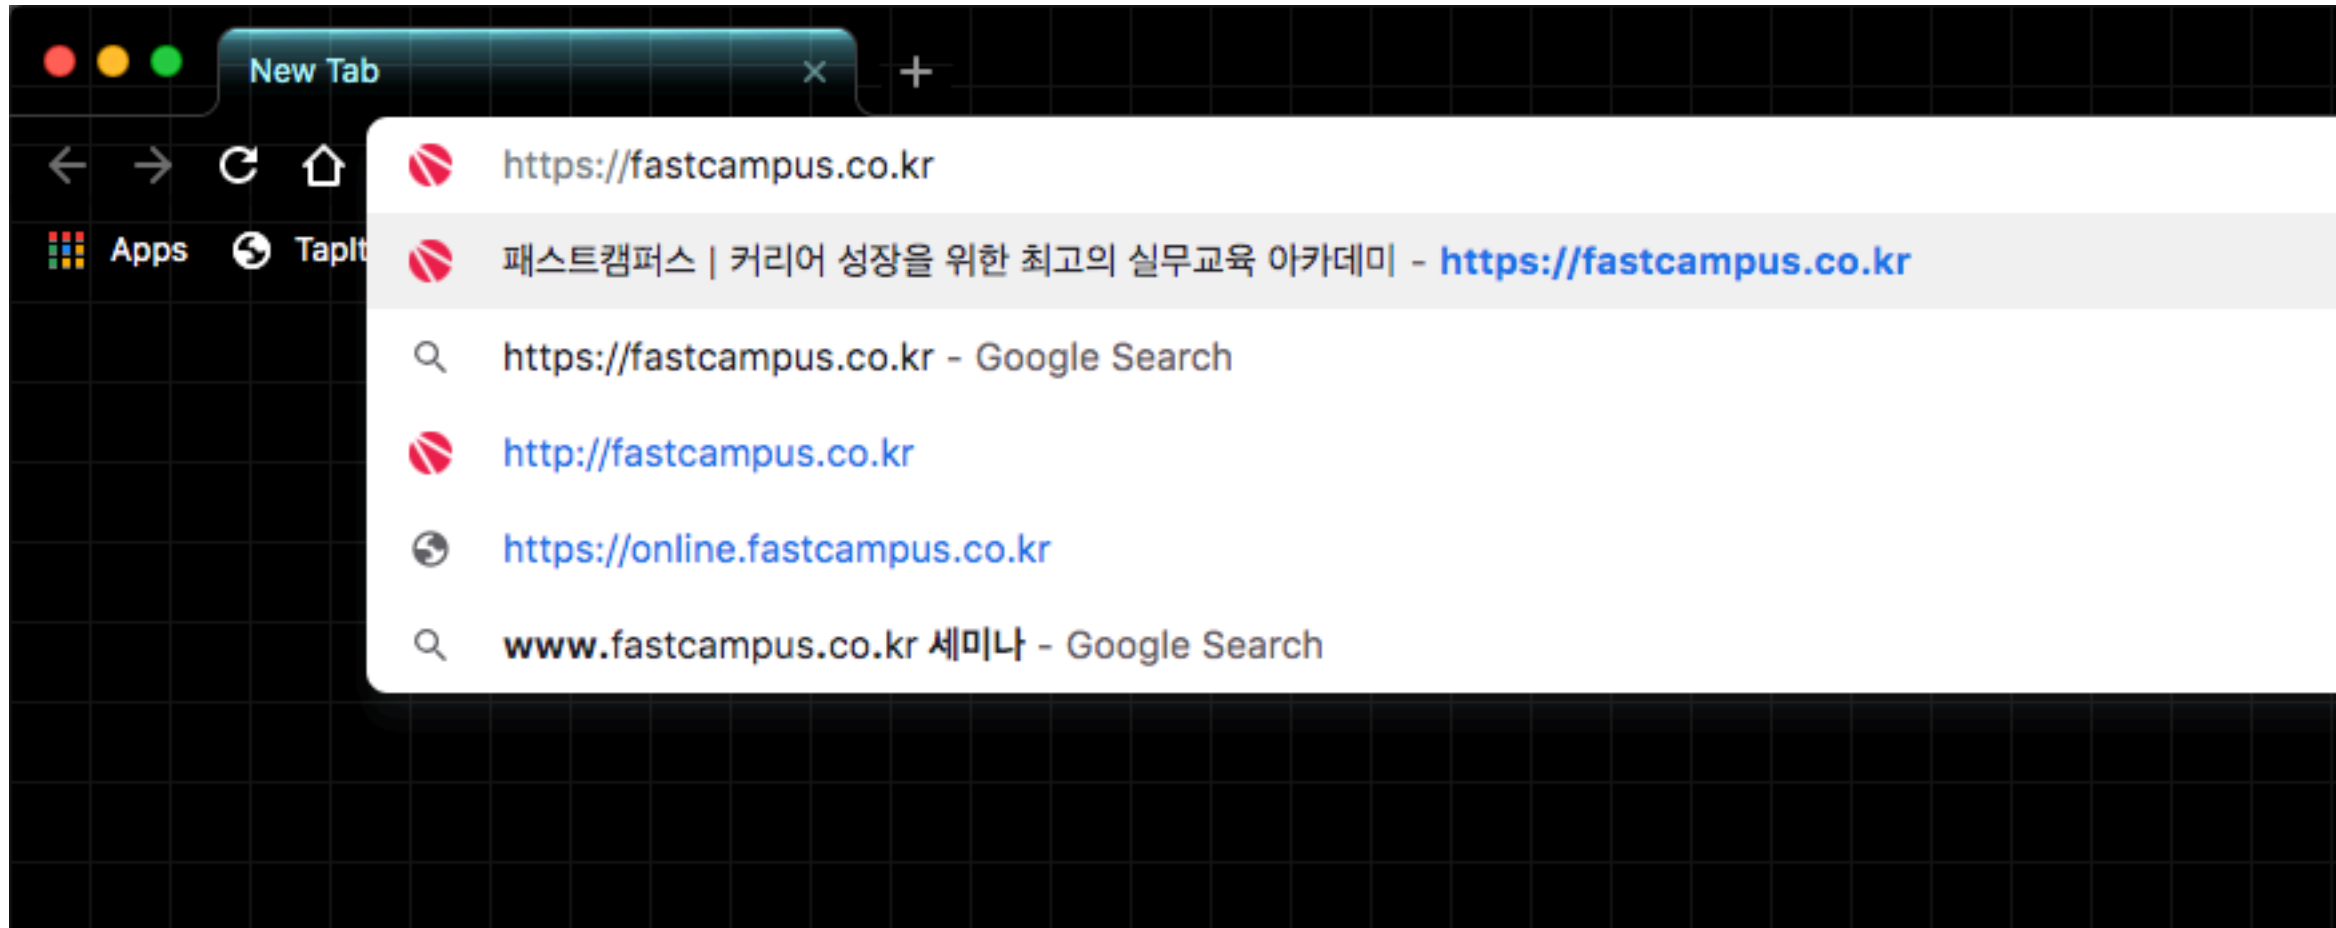 New Tab
https://fastcampus.co.kr
Apps TapIt
패스트캠퍼스 | 커리어 성장을 위한 최고의 실무교육 아카데미 - https://fastcampus.co.kr
https://fastcampus.co.kr - Google Search
http://fastcampus.co.kr
https://online.fastcampus.co.kr
www.fastcampus.co.kr 세미나 - Google Search